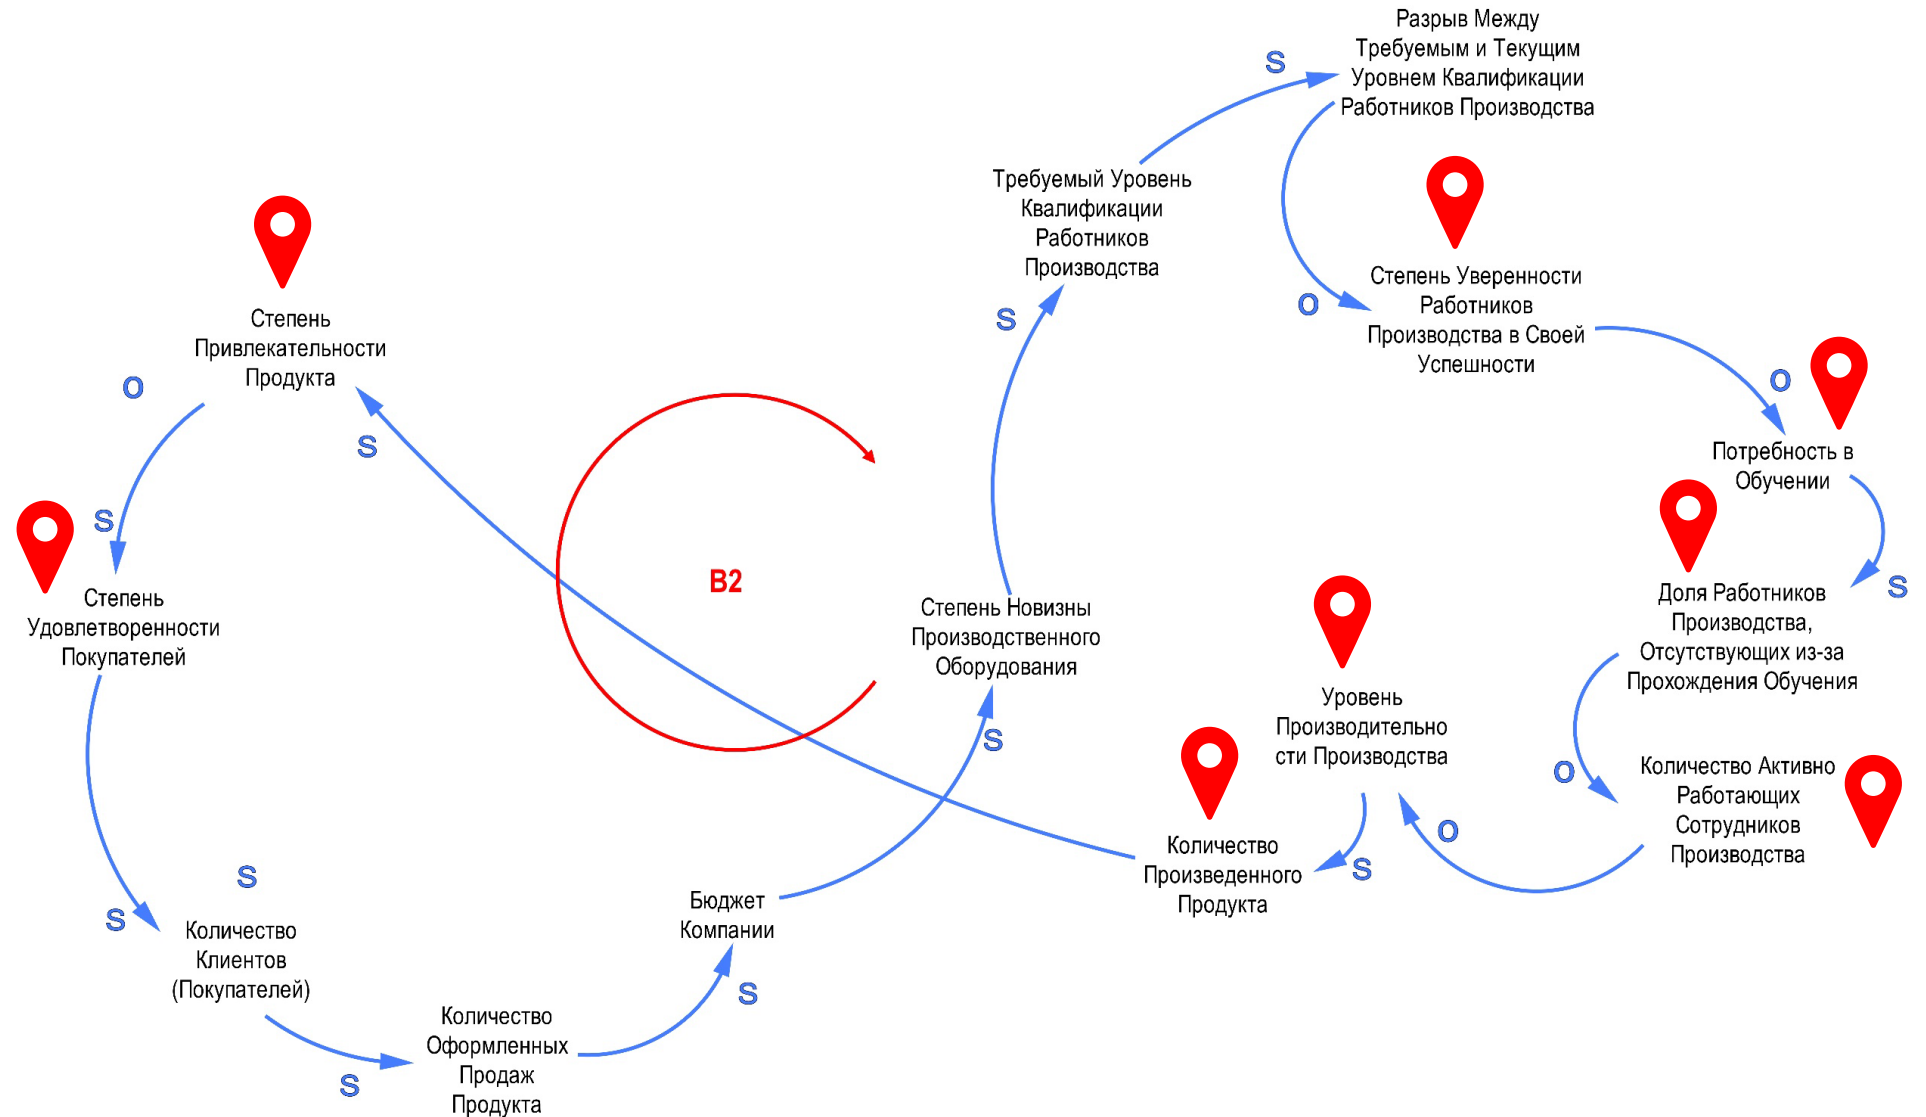 Разрыв Между
Требуемым и Текущим
Уровнем Квалификации
Работников Производства
S
Требуемый Уровень
Квалификации
Работников
Производства
S
O
Степень Уверенности
Работников
Производства в Своей
Успешности
O
Потребность в
Обучении
S
Доля Работников
Производства,
Отсутствующих из-за
Прохождения Обучения
O
Количество Активно
Работающих
Сотрудников
Производства
O
Уровень
Производительно
сти Производства
S
Количество
Произведенного
Продукта
S
Степень
Привлекательности
Продукта
O
S
Степень
Удовлетворенности
Покупателей
S
S
Количество
Клиентов
(Покупателей)
S
Количество
Оформленных
Продаж
Продукта
S
Бюджет
Компании
S
Степень Новизны
Производственного
Оборудования
B2